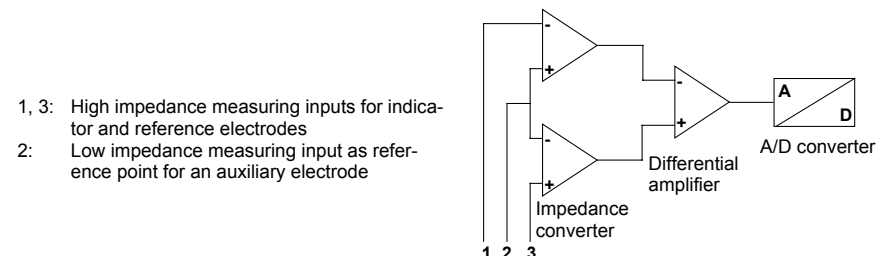 1, 3: High impedance measuring inputs for indica-
tor and reference electrodes
2: Low impedance measuring input as refer-
ence point for an auxiliary electrode
-
+
-
+
-
+
A
D
A/D converter
Differential
amplifier
Impedance
converter
1 2 3